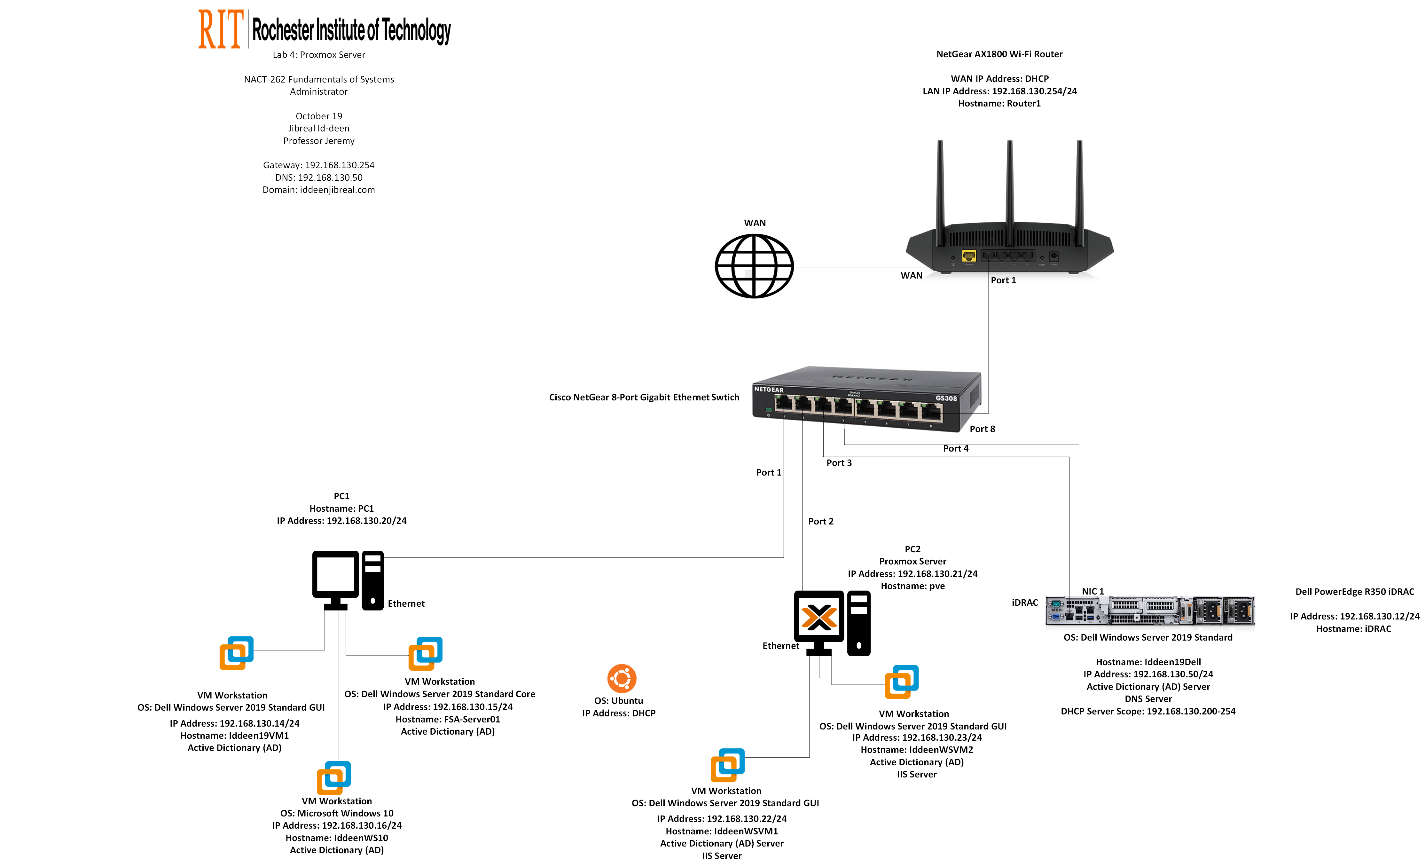 RIT | Rochester Institute of Technology
Lab 4: Proxmox Server
NACT-262 Fundamentals of Systems
Administrator
October 19
Jibreal Id-deen
Professor Jeremy
Gateway: 192.168.130.254
DNS: 192.168.130.50
Domain: iddeenjibreal.com
NetGear AX1800 Wi-Fi Router
WAN IP Address: DHCP
LAN IP Address: 192.168.130.254/24
Hostname: Router1
WAN
WAN
Port 1
Cisco NetGear 8-Port Gigabit Ethernet Swtich
NETGEAR
NETGEAR
GS308
Port 8
Port 4
Port 3
Port 1
Port 2
PC1
Hostname: PC1
IP Address: 192.168.130.20/24
Ethernet
PC2
Proxmox Server
IP Address: 192.168.130.21/24
Hostname: pve
Ethernet
iDRAC
NIC 1
OS: Dell Windows Server 2019 Standard
Hostname: Iddeen19Dell
IP Address: 192.168.130.50/24
Active Dictionary (AD) Server
DNS Server
DHCP Server Scope: 192.168.130.200-254
Dell PowerEdge R350 iDRAC
IP Address: 192.168.130.12/24
Hostname: iDRAC
VM Workstation
OS: Dell Windows Server 2019 Standard GUI
IP Address: 192.168.130.14/24
Hostname: Iddeen19VM1
Active Dictionary (AD)
VM Workstation
OS: Dell Windows Server 2019 Standard Core
IP Address: 192.168.130.15/24
Hostname: FSA-Server01
Active Dictionary (AD)
VM Workstation
OS: Microsoft Windows 10
IP Address: 192.168.130.16/24
Hostname: IddeenWS10
Active Dictionary (AD)
OS: Ubuntu
IP Address: DHCP
VM Workstation
OS: Dell Windows Server 2019 Standard GUI
IP Address: 192.168.130.22/24
Hostname: IddeenWSVM1
Active Dictionary (AD) Server
IIS Server
VM Workstation
OS: Dell Windows Server 2019 Standard GUI
IP Address: 192.168.130.23/24
Hostname: IddeenWSVM2
Active Dictionary (AD)
IIS Server